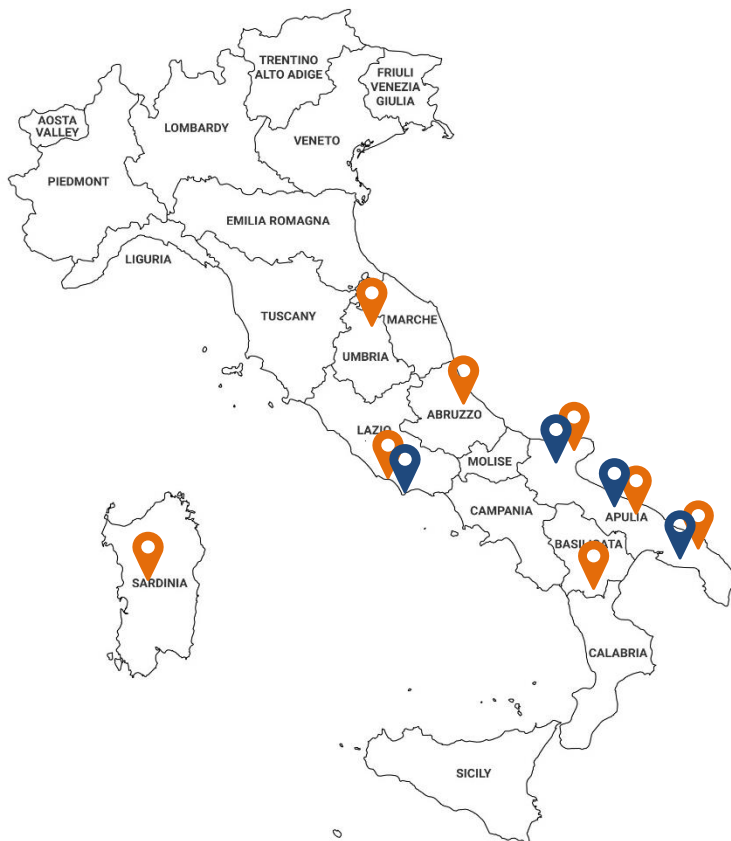 TRENTINO
ALTO ADIGE
FRIULI
VENEZIA
GIULIA
AOSTA
VALLEY
LOMBARDY
VENETO
PIEDMONT
EMILIA ROMAGNA
LIGURIA
TUSCANY
MARCHE
UMBRIA
ABRUZZO
LAZIO
MOLISE
CAMPANIA
APULIA
BASILICATA
SARDINIA
CALABRIA
SICILY